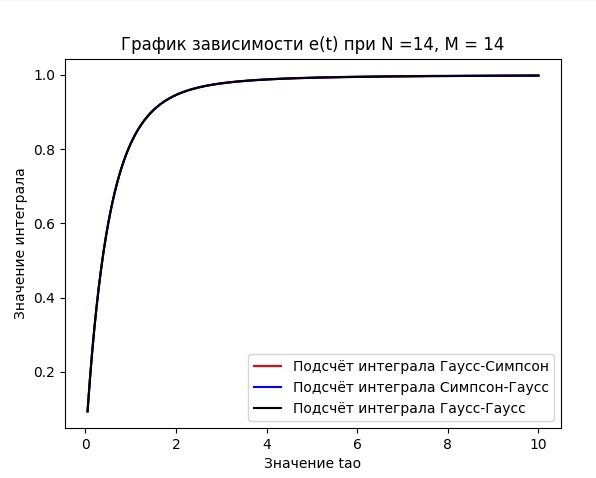 График зависимости e(t) при N =14, M = 14
Значение интеграла
1.0
0.8
0.6
0.4
0.2
Подсчёт интеграла Гаусс-Симпсон
Подсчёт интеграла Симпсон-Гаусс
Подсчёт интеграла Гаусс-Гаусс
0 2 4 6 8 10
Значение tao